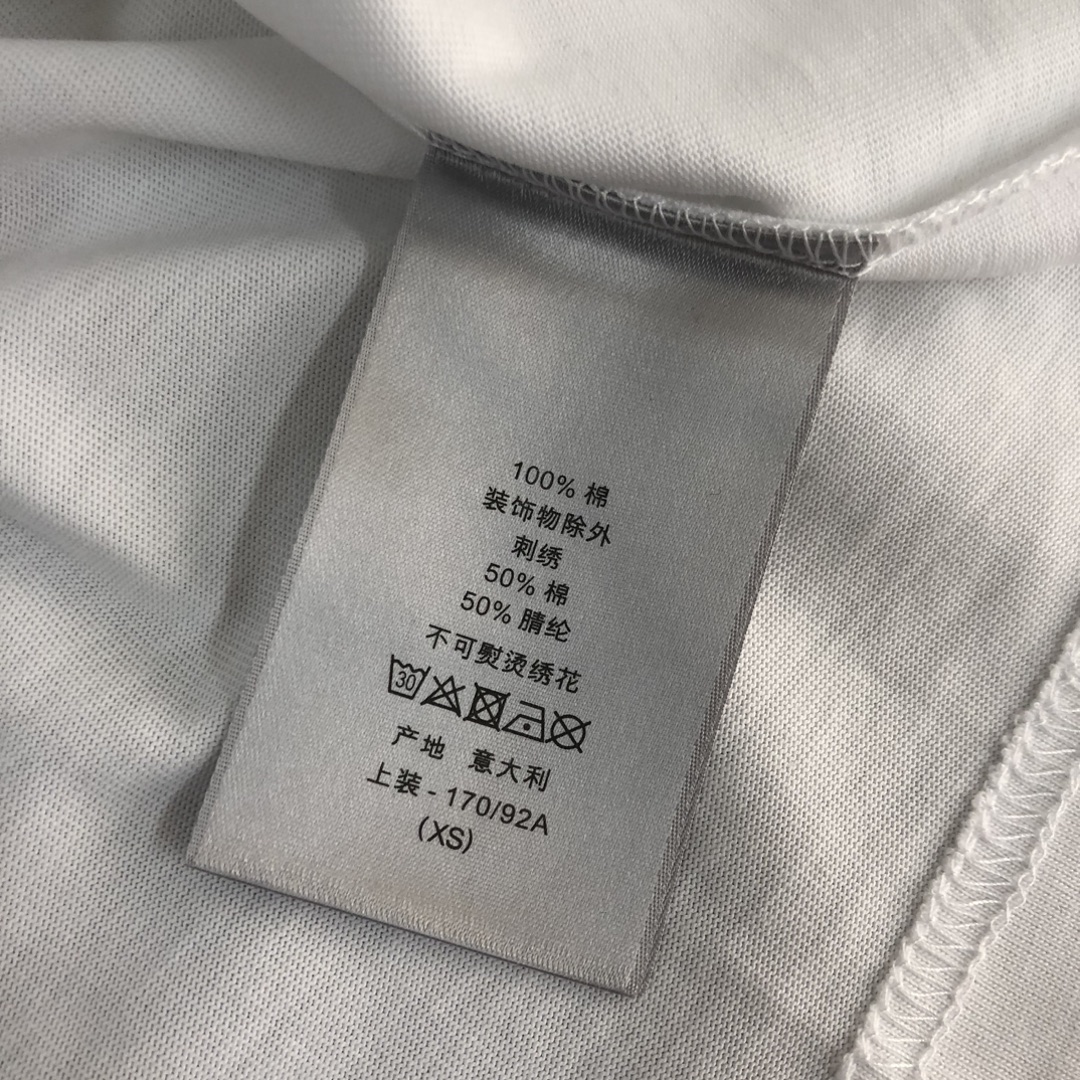 100% 棉
装饰物除外
刺绣
50% 棉
50% 腈纶
不可熨烫绣花
30
产地 意大利
上装 - 170/92A
(XS)